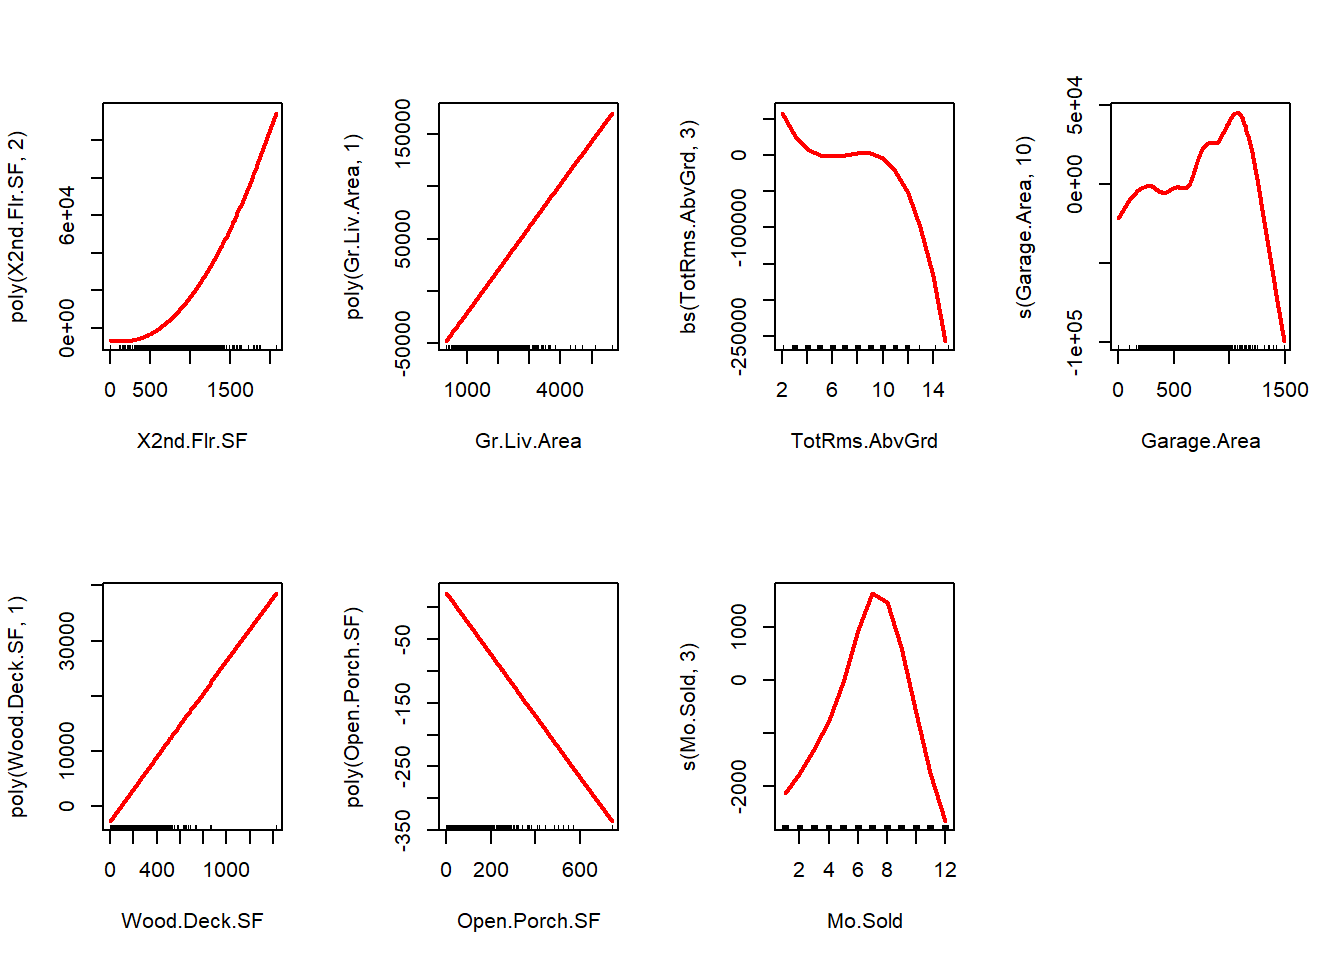 poly(X2nd.Flr.SF, 2)
0e+00 6e+04
0 500 1500
X2nd.Flr.SF
poly(Gr.Liv.Area, 1)
-50000 50000 150000
1000 4000
Gr.Liv.Area
bs(TotRms.AbvGrd, 3)
-250000 -100000 0
2 6 10 14
TotRms.AbvGrd
s(Garage.Area, 10)
-1e+05 0e+00 5e+04
0 500 1500
Garage.Area
poly(Wood.Deck.SF, 1)
0 10000 30000
0 400 1000
Wood.Deck.SF
poly(Open.Porch.SF)
-350 -250 -150 -50
0 200 600
Open.Porch.SF
s(Mo.Sold, 3)
-2000 0 1000
2 4 6 8 12
Mo.Sold